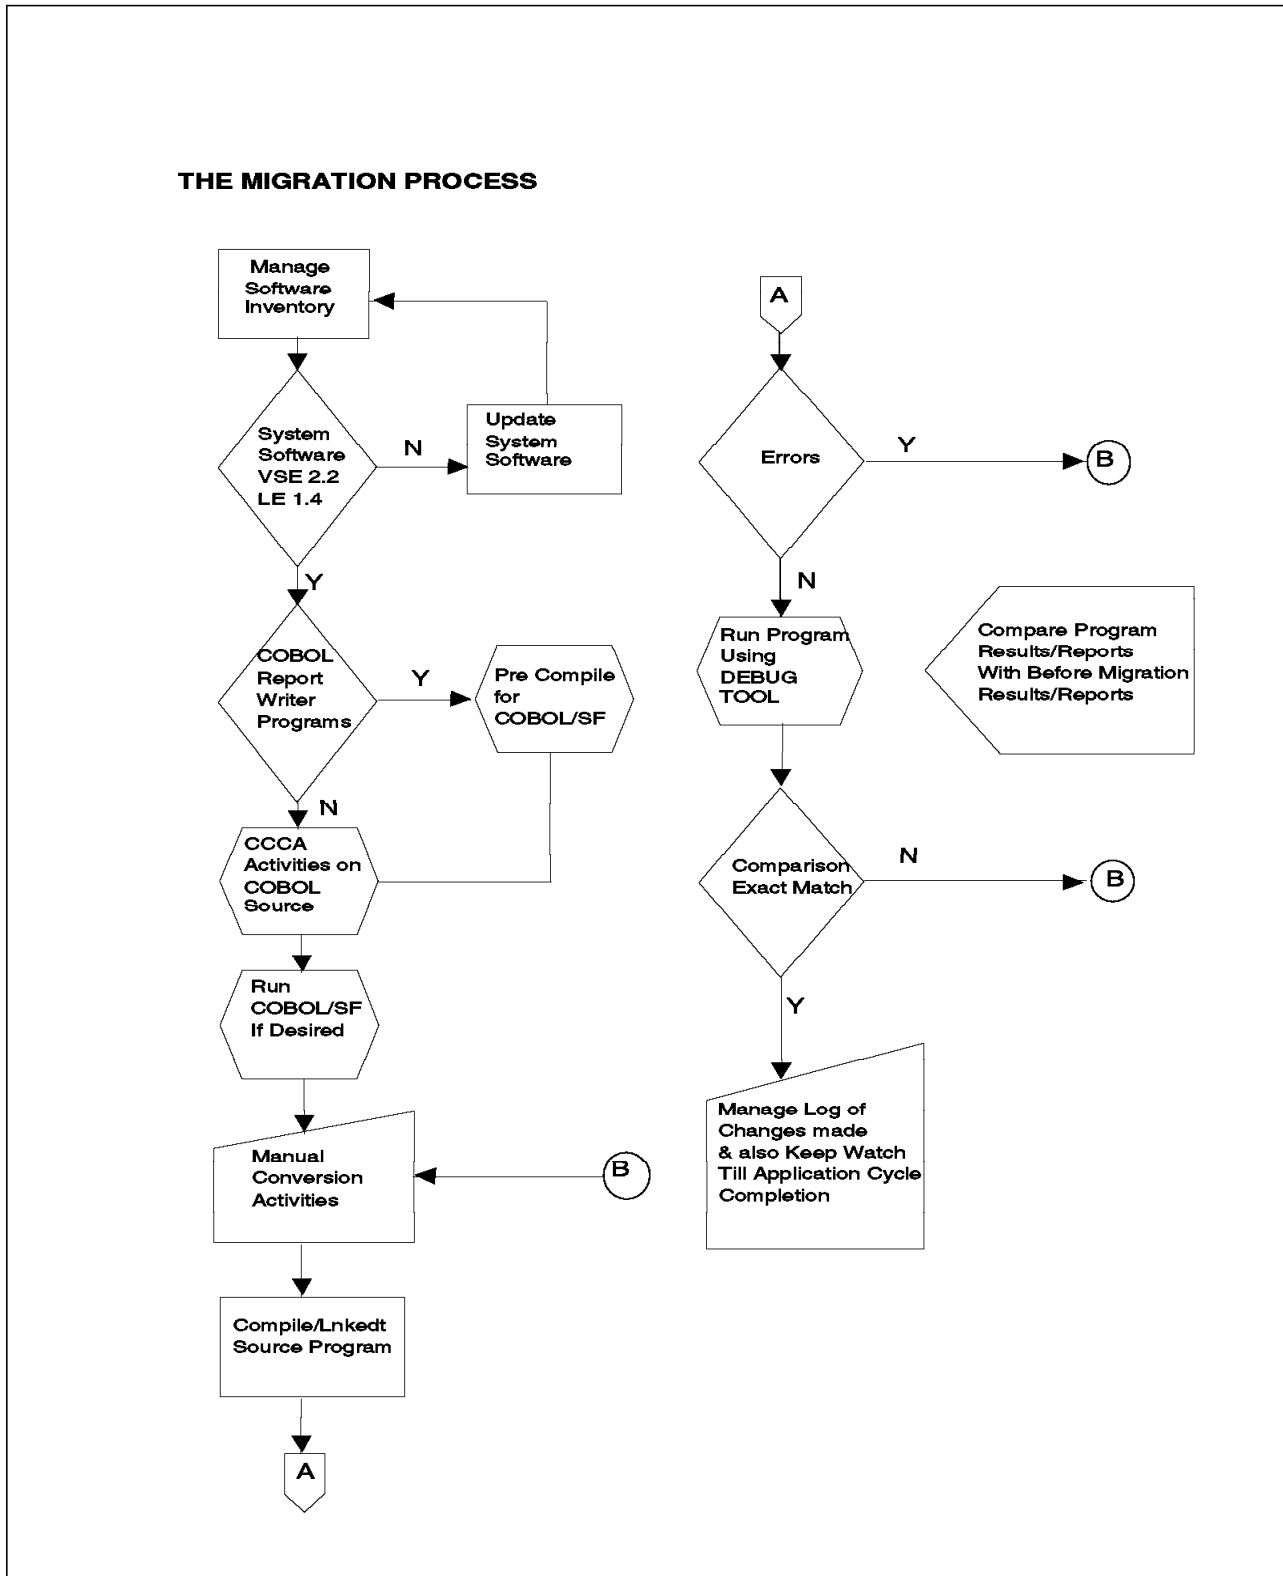 THE MIGRATION PROCESS
Manage
Software
Inventory
System
Software
VSE 2.2
LE 1.4
N
Update
System
Software
Y
COBOL
Report
Writer
Programs
Y
Pre Compile
for
COBOL/SF
N
CCCA
Activities on
COBOL
Source
Run
COBOL/SF
If Desired
Manual
Conversion
Activities
B
Compile/Lnkedt
Source Program
A
A
Errors
Y
B
N
Run Program
Using
DEBUG
TOOL
Compare Program
Results/Reports
With Before Migration
Results/Reports
Comparison
Exact Match
N
B
Y
Manage Log of
Changes made
& also Keep Watch
Till Application Cycle
Completion